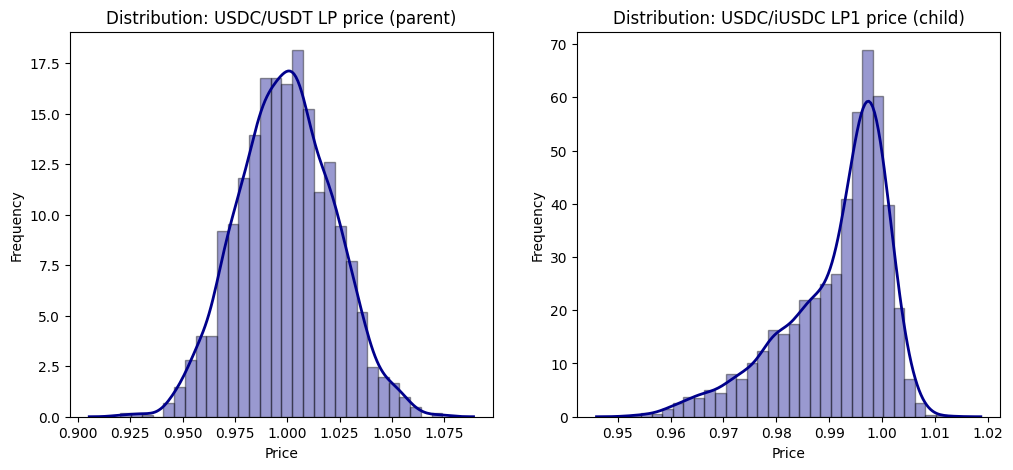 Distribution: USDC/USDT LP price (parent)
Frequency
17.5
15.0
12.5
10.0
7.5
5.0
2.5
0.0
0.900 0.925 0.950 0.975 1.000 1.025 1.050 1.075
Price
Distribution: USDC/iUSDC LP1 price (child)
Frequency
70
60
50
40
30
20
10
0
0.95 0.96 0.97 0.98 0.99 1.00 1.01 1.02
Price